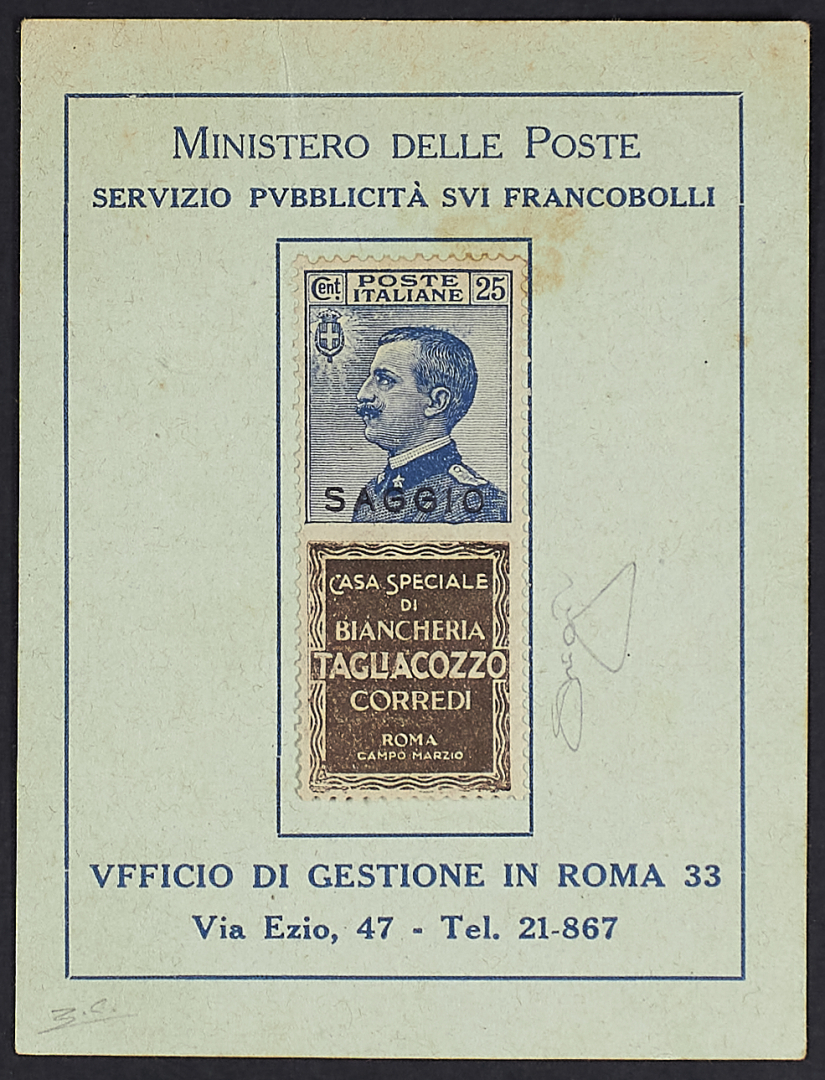 MINISTERO DELLE POSTE
SERVIZIO PVBBLICITÀ SVI FRANCOBOLLI
Cent. POSTE ITALIANE 25
SAGGIO
CASA SPECIALE
DI
BIANCHERIA
TAGLIACOZZO
CORREDI
ROMA
CAMPO MARZIO
VFFICIO DI GESTIONE IN ROMA 33
Via Ezio, 47 - Tel. 21-867